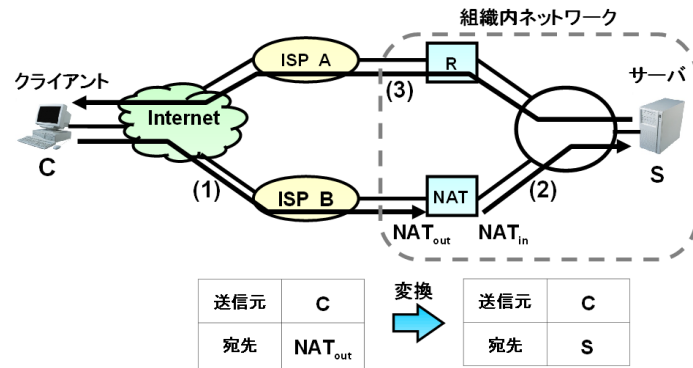 組織内ネットワーク
ISP A
R
クライアント
サーバ
(3)
Internet
C
S
(1)
ISP B
NAT
(2)
NATout
NATin
送信元 C
宛先 NATout
変換
送信元 C
宛先 S